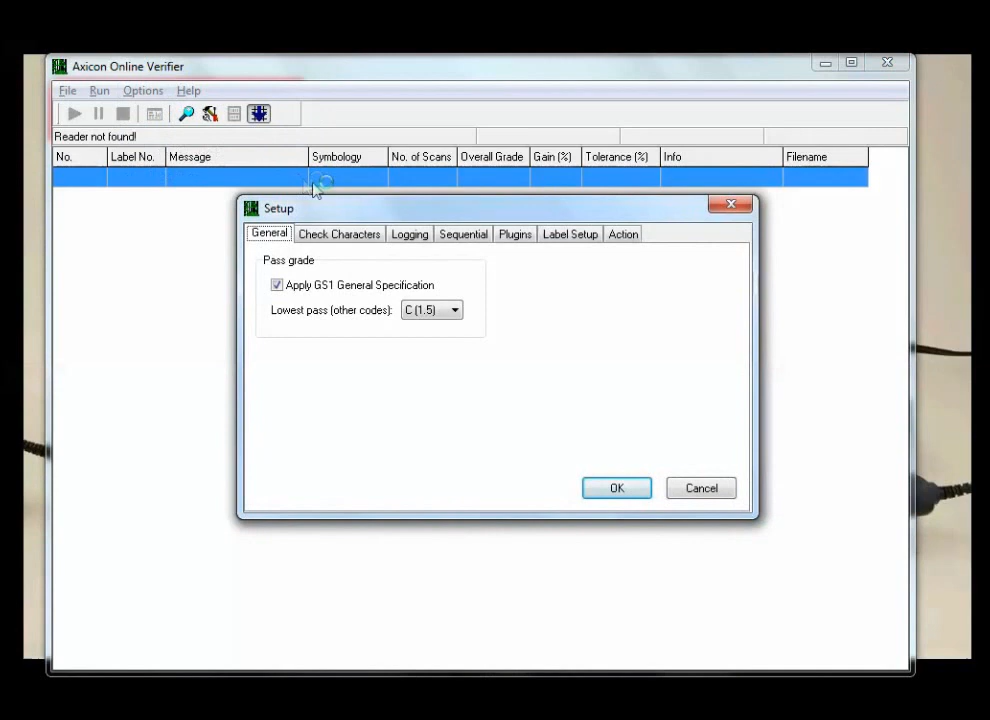 Axicon Online Verifier
File Run Options Help
Reader not found!
No. Label No. Message Symbology No. of Scans Overall Grade Gain (%) Tolerance (%) Info Filename
Setup
General Check Characters Logging Sequential Plugins Label Setup Action
Pass grade
Apply GS1 General Specification
Lowest pass (other codes): C (1.5)
OK Cancel